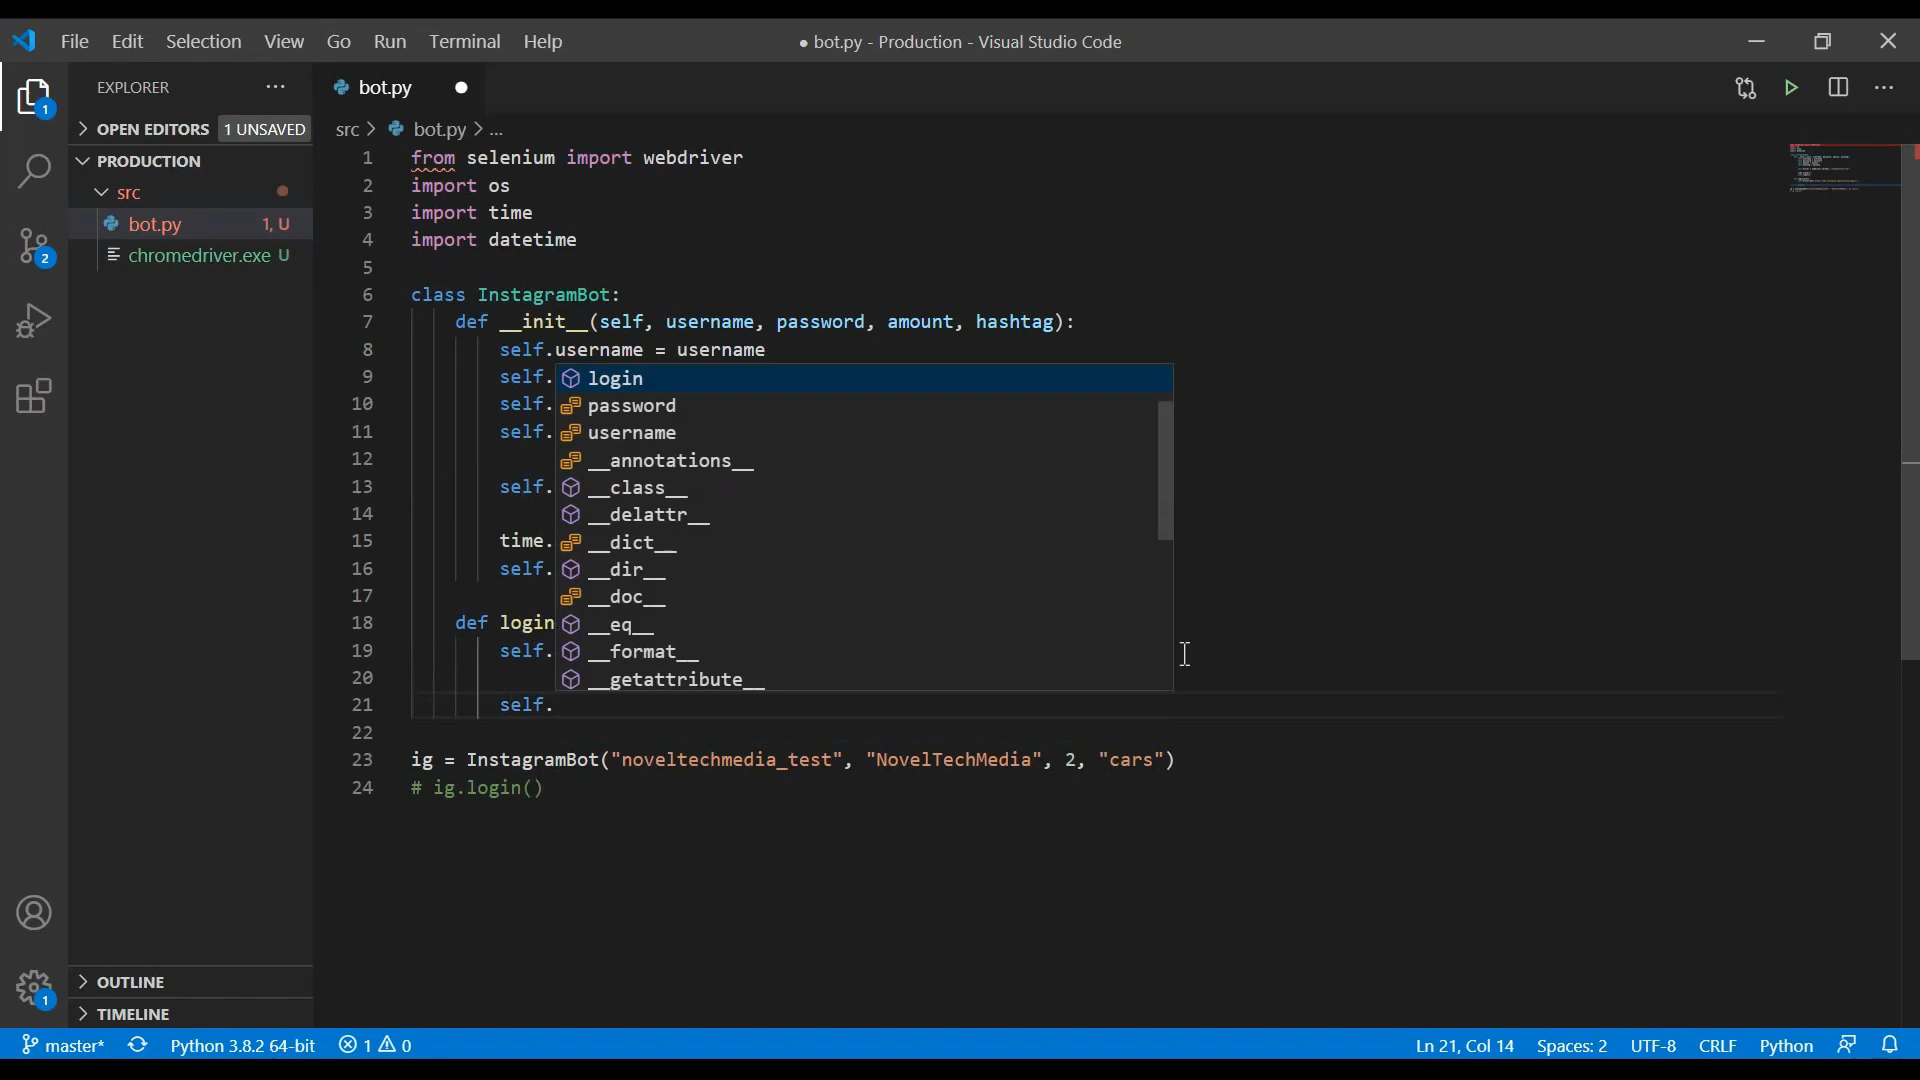 File Edit Selection View Go Run Terminal Help
● bot.py - Production - Visual Studio Code
EXPLORER
bot.py
OPEN EDITORS 1 UNSAVED
src > bot.py > ...
PRODUCTION
src
bot.py 1, U
chromedriver.exe U
1 from selenium import webdriver
2 import os
3 import time
4 import datetime
5
6 class InstagramBot:
7 def __init__(self, username, password, amount, hashtag):
8 self.username = username
9 self. login
10 self. password
11 self. username
12 __annotations__
13 self. __class__
14 __delattr__
15 time. __dict__
16 self. __dir__
17 __doc__
18 def login __eq__
19 self. __format__
20 __getattribute__
21 self.
22
23 ig = InstagramBot("noveltechmedia_test", "NovelTechMedia", 2, "cars")
24 # ig.login()
1
2
1
OUTLINE
TIMELINE
master* Python 3.8.2 64-bit 1 0 Ln 21, Col 14 Spaces: 2 UTF-8 CRLF Python